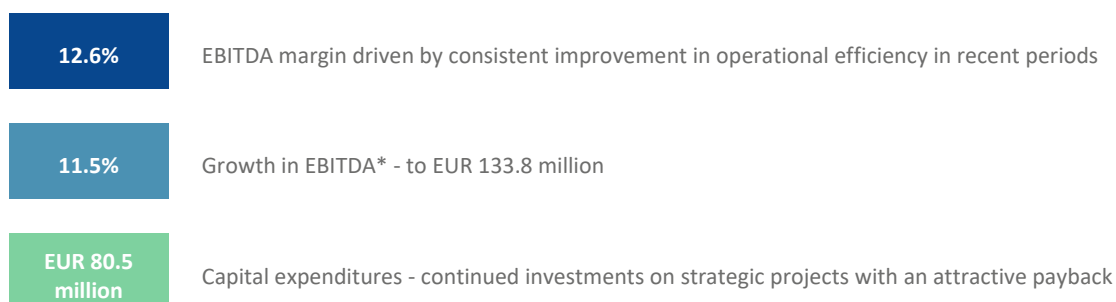 12.6%
EBITDA margin driven by consistent improvement in operational efficiency in recent periods
11.5%
Growth in EBITDA* - to EUR 133.8 million
EUR 80.5
million
Capital expenditures - continued investments on strategic projects with an attractive payback